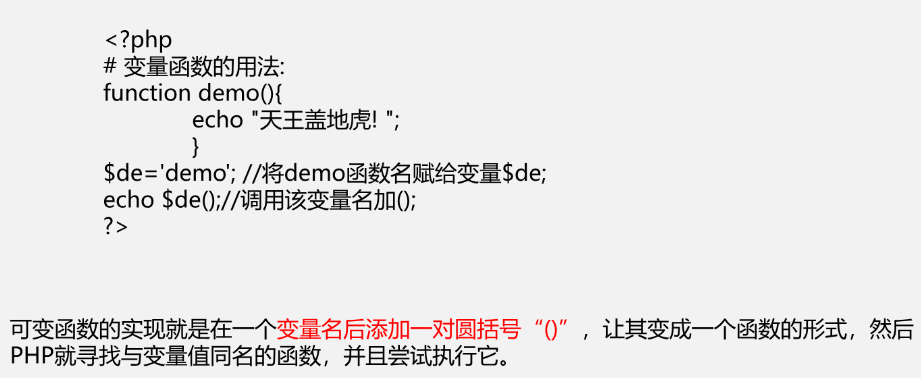 <?php
# 变量函数的用法:
function demo(){
echo "天王盖地虎! ";
}
$de='demo'; //将demo函数名赋给变量$de;
echo $de();//调用该变量名加();
?>
可变函数的实现就是在一个变量名后添加一对圆括号“()”，让其变成一个函数的形式，然后
PHP就寻找与变量值同名的函数，并且尝试执行它。